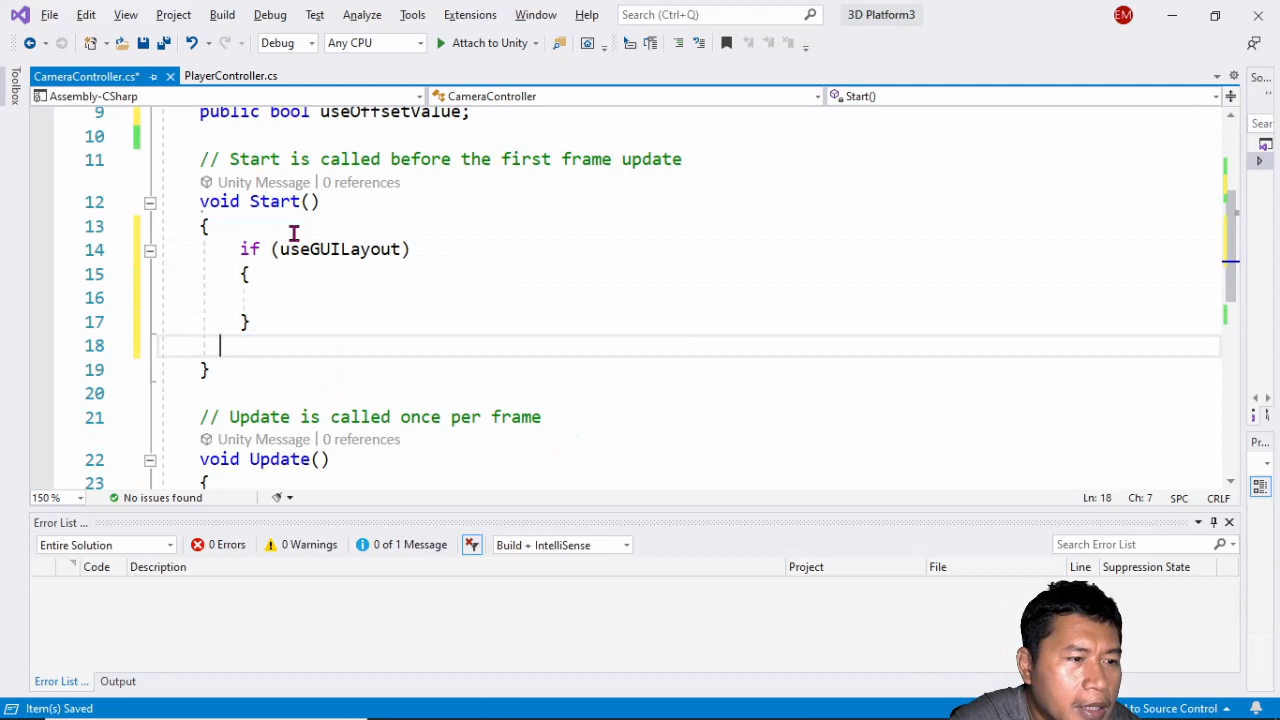 File Edit View Project Build Debug Test Analyze Tools Extensions Window Help Search (Ctrl+Q) 3D Platform3 EM
Debug Any CPU Attach to Unity
CameraController.cs* PlayerController.cs So...
Toolbox
Assembly-CSharp CameraController Start()
Sear
9 public bool useOffsetValue;
10
11 // Start is called before the first frame update
Unity Message | 0 references
12 void Start()
13 {
14 if (useGUILayout)
15 {
16
17 }
18
19 }
20
21 // Update is called once per frame
Unity Message | 0 references
22 void Update()
23 {
Pr...
150 % No issues found Ln: 18 Ch: 7 SPC CRLF
Error List ...
Entire Solution 0 Errors 0 Warnings 0 of 1 Message Build + IntelliSense Search Error List
Code Description Project File Line Suppression State
Error List ... Output
Item(s) Saved to Source Control